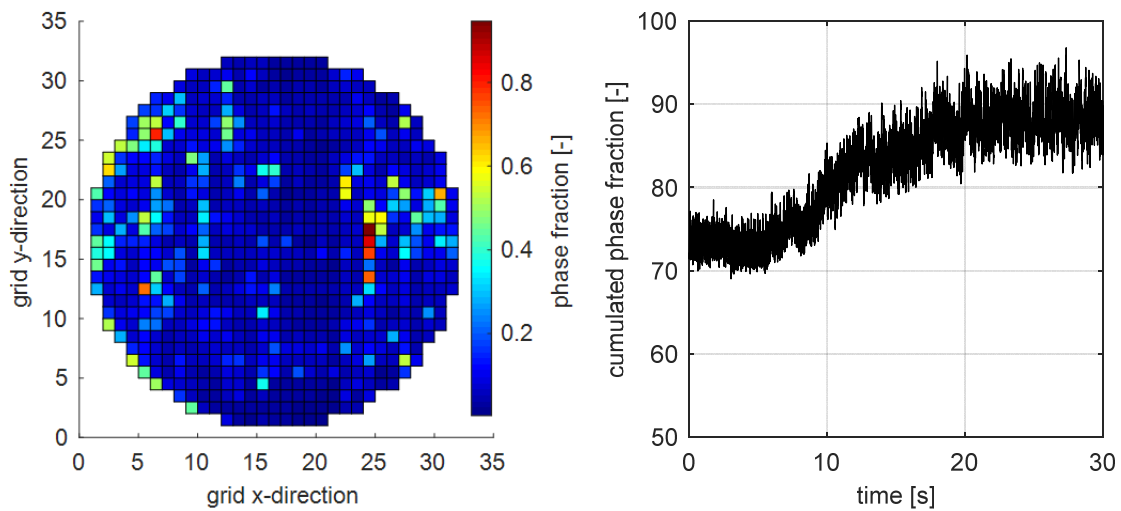 35
30
25
20
15
10
5
0
grid y-direction
0 5 10 15 20 25 30 35
grid x-direction
0.8
0.6
0.4
0.2
phase fraction [-]
100
90
80
70
60
50
cumulated phase fraction [-]
0 10 20 30
time [s]